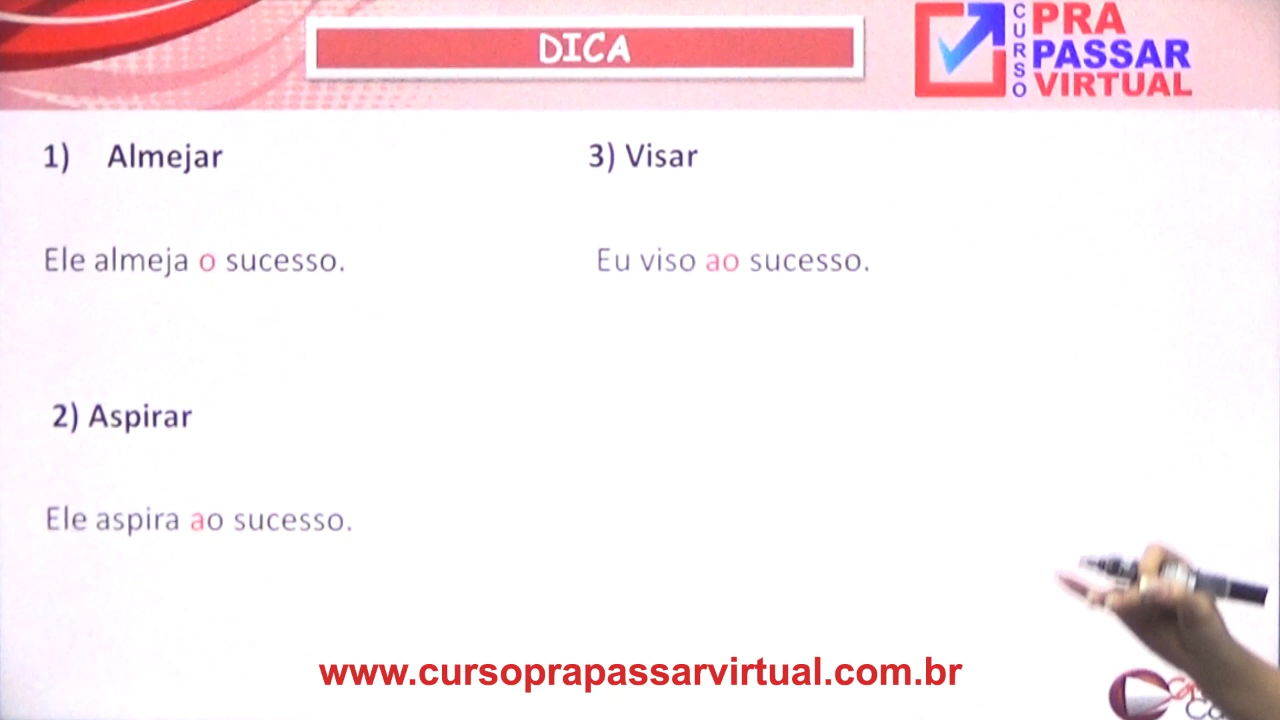 DICA
CURSO
PRA
PASSAR
VIRTUAL
1) Almejar
Ele almeja o sucesso.
2) Aspirar
Ele aspira ao sucesso.
3) Visar
Eu viso ao sucesso.
www.cursoprapassarvirtual.com.br